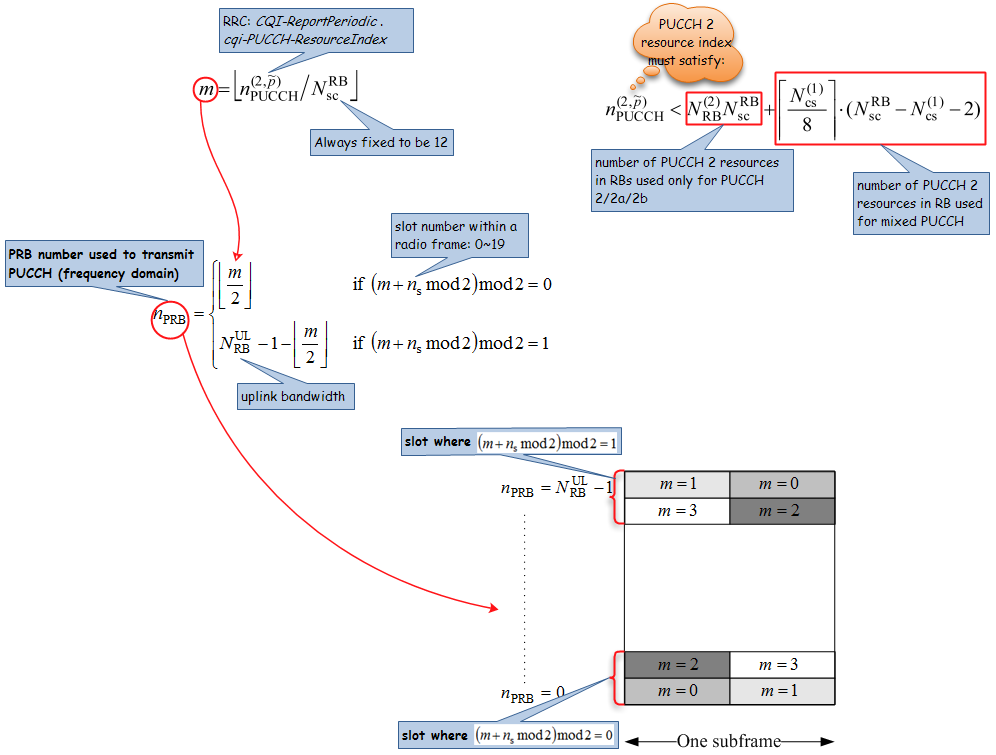 RRC: CQI-ReportPeriodic .
cqi-PUCCH-ResourceIndex
m = ⌊n_PUCCH^(2,p̃) / N_sc^RB⌋
Always fixed to be 12
PUCCH 2
resource index
must satisfy:
n_PUCCH^(2,p̃) < N_RB^(2) N_sc^RB + ⌈N_cs^(1) / 8⌉ · (N_sc^RB − N_cs^(1) − 2)
number of PUCCH 2 resources
in RBs used only for PUCCH
2/2a/2b
number of PUCCH 2
resources in RB used
for mixed PUCCH
slot number within a
radio frame: 0~19
PRB number used to transmit
PUCCH (frequency domain)
n_PRB = { ⌊m/2⌋ if (m + n_s mod 2) mod 2 = 0
N_RB^UL − 1 − ⌊m/2⌋ if (m + n_s mod 2) mod 2 = 1
uplink bandwidth
slot where (m + n_s mod 2) mod 2 = 1
n_PRB = N_RB^UL − 1
m = 1 m = 0
m = 3 m = 2
m = 2 m = 3
n_PRB = 0
m = 0 m = 1
slot where (m + n_s mod 2) mod 2 = 0
One subframe